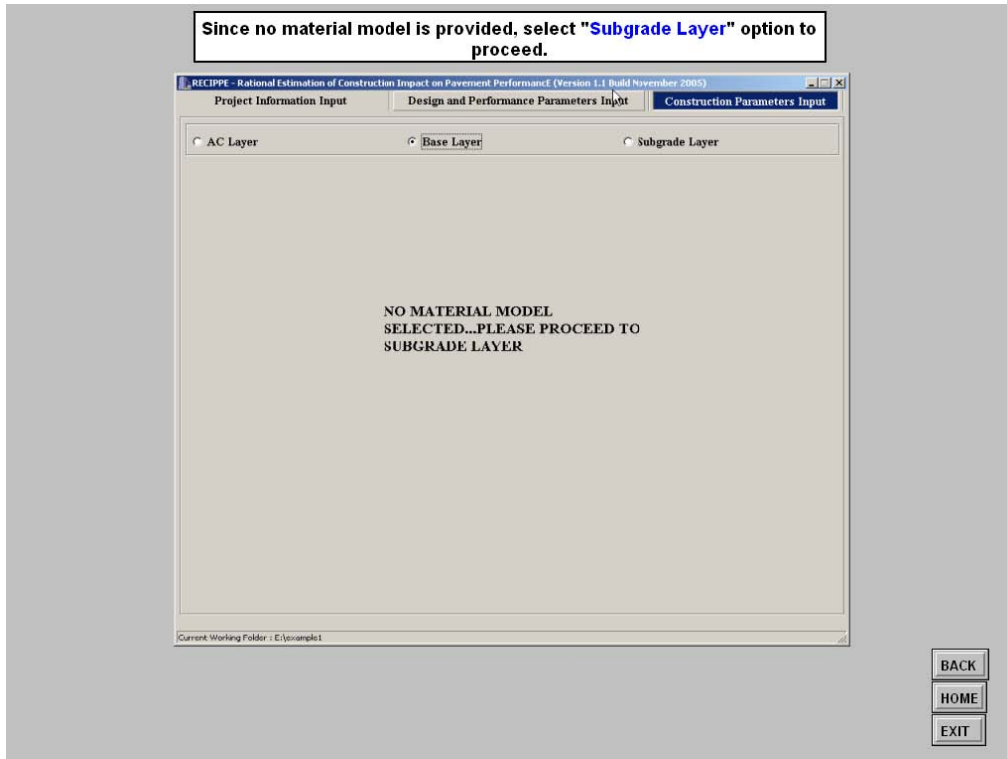 Since no material model is provided, select "Subgrade Layer" option to
proceed.
RECIPPE - Rational Estimation of Construction Impact on Pavement PerformancE (Version 1.1 Build November 2005)
Project Information Input
Design and Performance Parameters Input
Construction Parameters Input
AC Layer
Base Layer
Subgrade Layer
NO MATERIAL MODEL
SELECTED...PLEASE PROCEED TO
SUBGRADE LAYER
Current Working Folder : E:\example1
BACK
HOME
EXIT